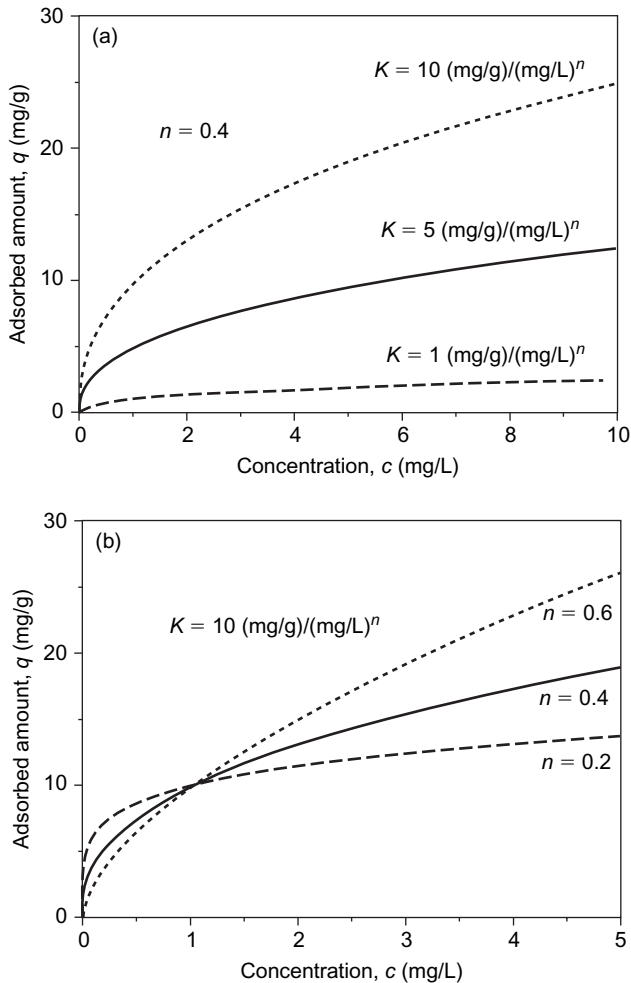 (a)
K = 10 (mg/g)/(mg/L)ⁿ
n = 0.4
K = 5 (mg/g)/(mg/L)ⁿ
K = 1 (mg/g)/(mg/L)ⁿ
Adsorbed amount, q (mg/g)
30
20
10
0
0 2 4 6 8 10
Concentration, c (mg/L)
(b)
K = 10 (mg/g)/(mg/L)ⁿ
n = 0.6
n = 0.4
n = 0.2
Adsorbed amount, q (mg/g)
30
20
10
0
0 1 2 3 4 5
Concentration, c (mg/L)